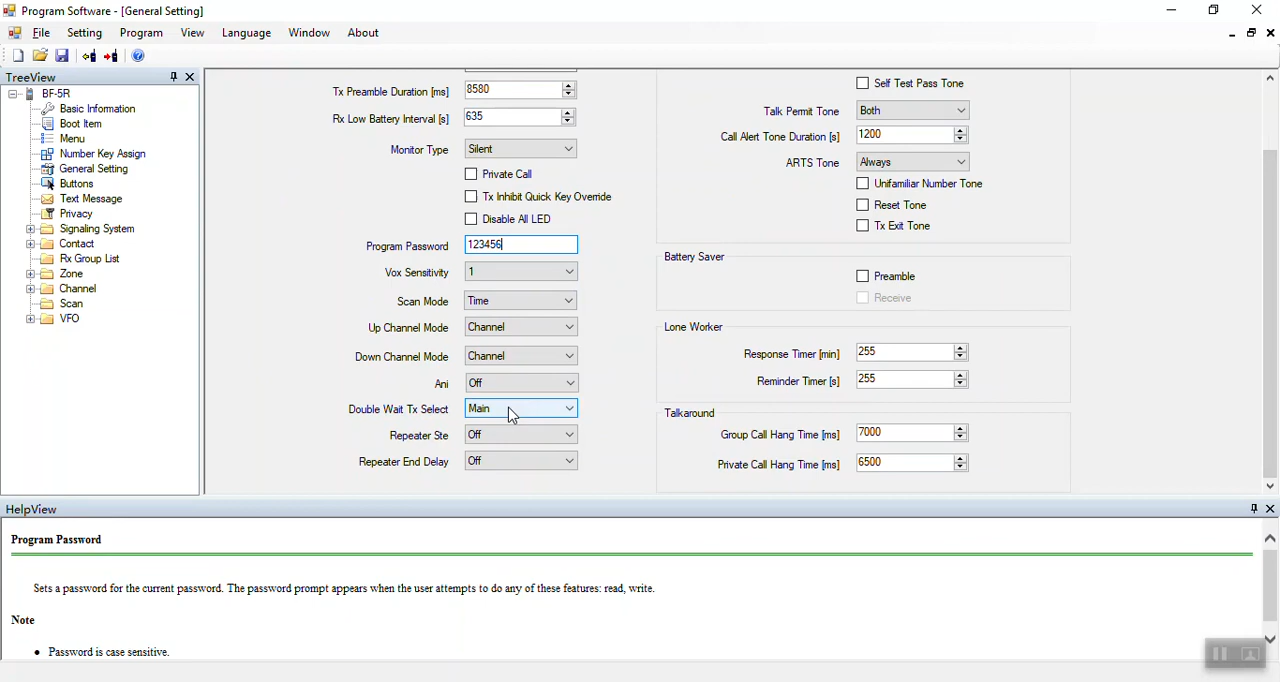 Program Software - [General Setting]
File Setting Program View Language Window About
TreeView
BF-5R
Basic Information
Boot Item
Menu
Number Key Assign
General Setting
Buttons
Text Message
Privacy
Signaling System
Contact
Rx Group List
Zone
Channel
Scan
VFO
Tx Preamble Duration [ms] 8580
Rx Low Battery Interval [s] 635
Monitor Type Silent
Private Call
Tx Inhibit Quick Key Override
Disable All LED
Program Password 123456
Vox Sensitivity 1
Scan Mode Time
Up Channel Mode Channel
Down Channel Mode Channel
Ani Off
Double Wait Tx Select Main
Repeater Ste Off
Repeater End Delay Off
Self Test Pass Tone
Talk Permit Tone Both
Call Alert Tone Duration [s] 1200
ARTS Tone Always
Unfamiliar Number Tone
Reset Tone
Tx Exit Tone
Battery Saver
Preamble
Receive
Lone Worker
Response Timer [min] 255
Reminder Timer [s] 255
Talkaround
Group Call Hang Time [ms] 7000
Private Call Hang Time [ms] 6500
HelpView
Program Password
Sets a password for the current password. The password prompt appears when the user attempts to do any of these features: read, write.
Note
• Password is case sensitive.